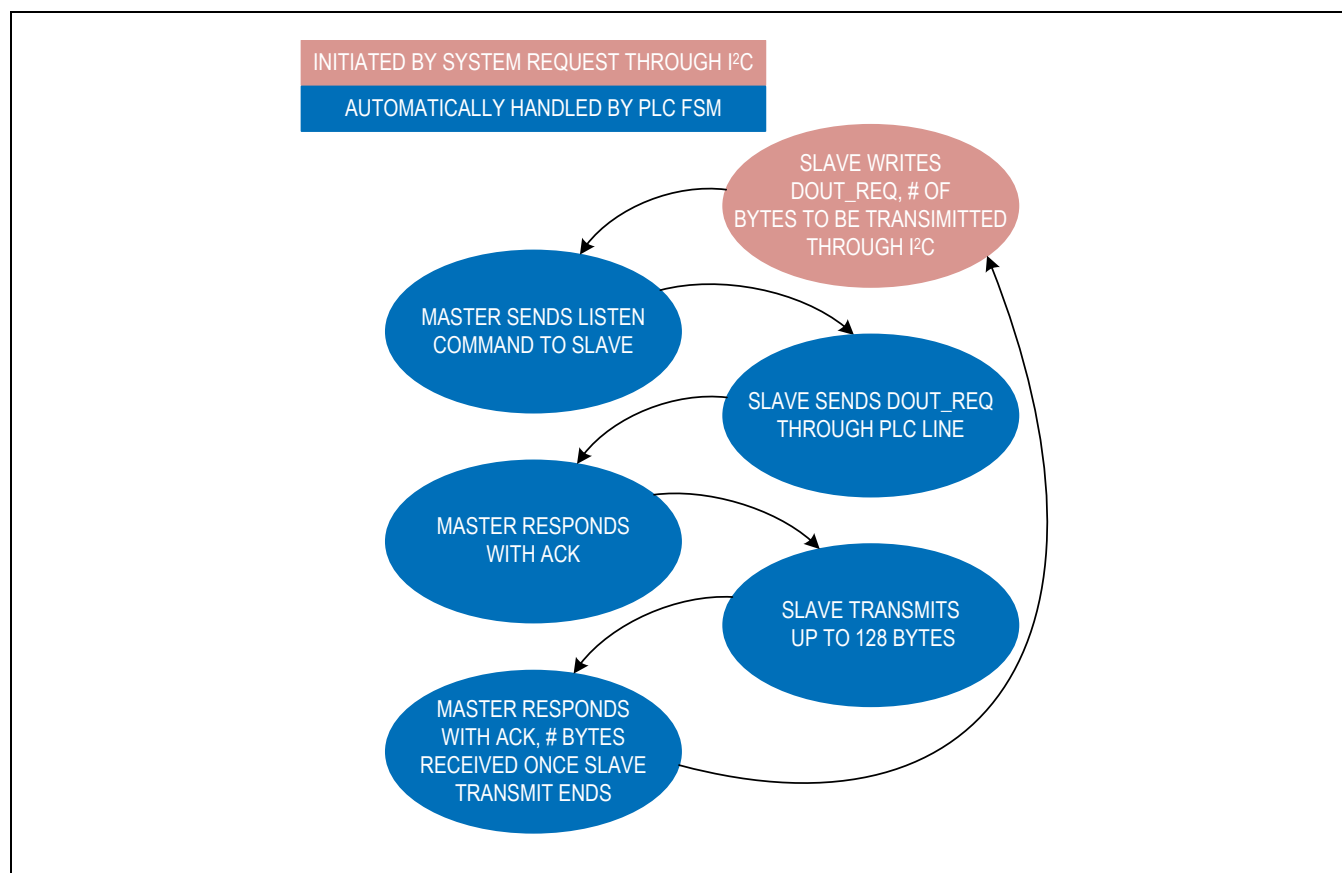 INITIATED BY SYSTEM REQUEST THROUGH I²C
AUTOMATICALLY HANDLED BY PLC FSM
SLAVE WRITES
DOUT_REQ, # OF
BYTES TO BE TRANSIMITTED
THROUGH I²C
MASTER SENDS LISTEN
COMMAND TO SLAVE
SLAVE SENDS DOUT_REQ
THROUGH PLC LINE
MASTER RESPONDS
WITH ACK
SLAVE TRANSMITS
UP TO 128 BYTES
MASTER RESPONDS
WITH ACK, # BYTES
RECEIVED ONCE SLAVE
TRANSMIT ENDS